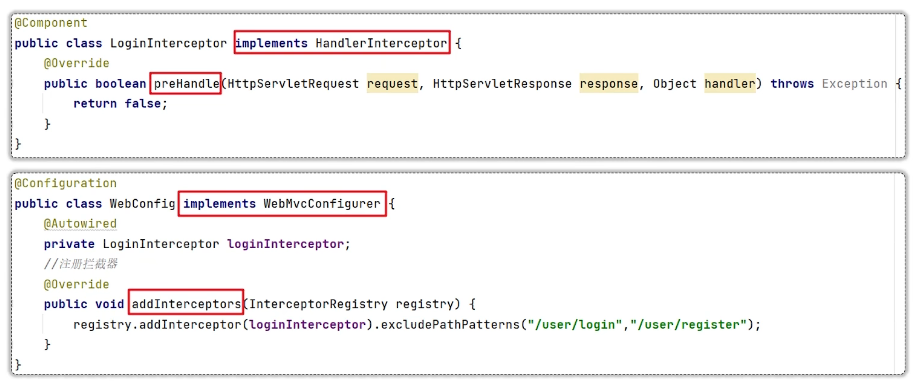 @Component
public class LoginInterceptor implements HandlerInterceptor {
@Override
public boolean preHandle(HttpServletRequest request, HttpServletResponse response, Object handler) throws Exception {
return false;
}
}
@Configuration
public class WebConfig implements WebMvcConfigurer {
@Autowired
private LoginInterceptor loginInterceptor;
//注册拦截器
@Override
public void addInterceptors(InterceptorRegistry registry) {
registry.addInterceptor(loginInterceptor).excludePathPatterns("/user/login","/user/register");
}
}